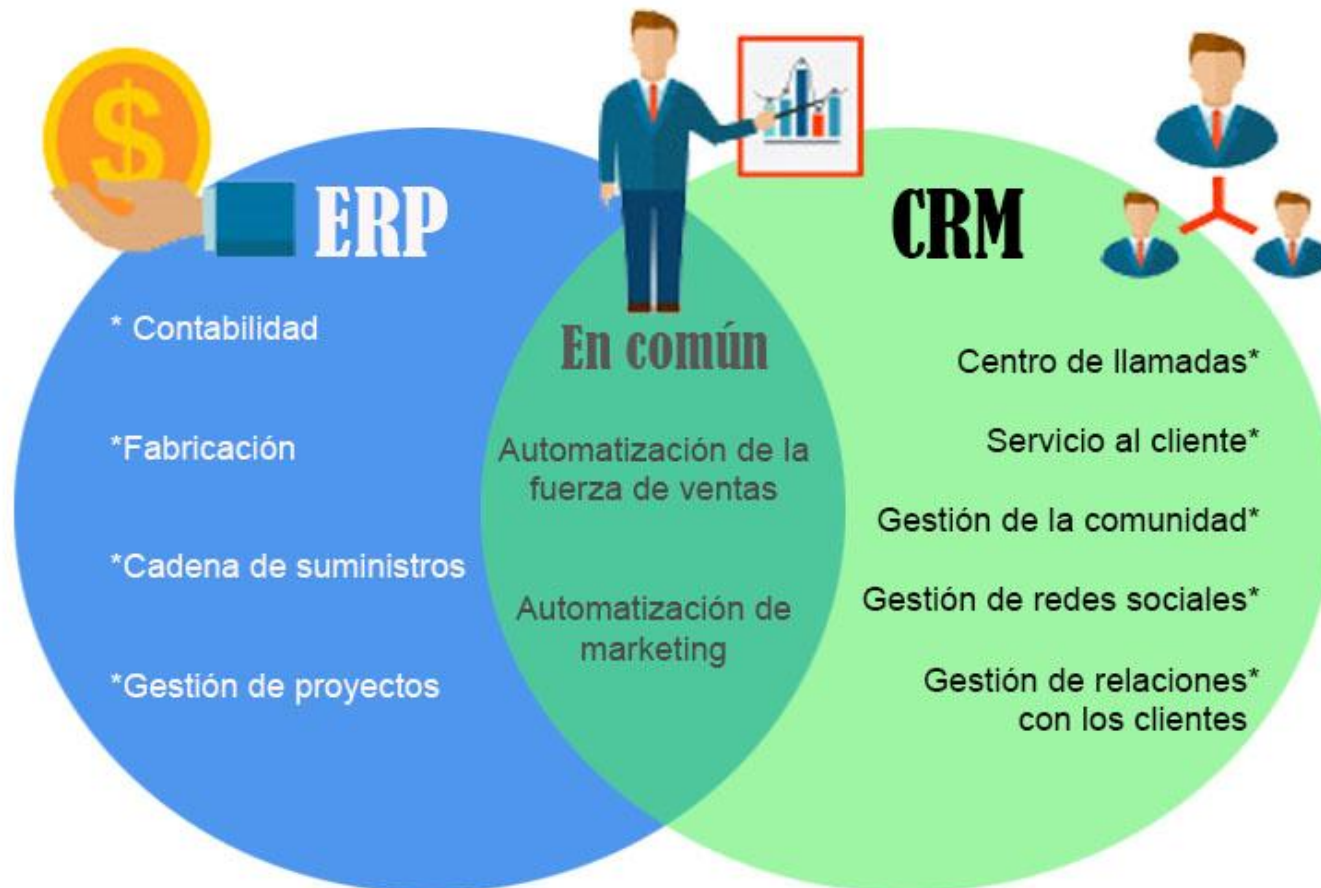 ERP
* Contabilidad
*Fabricación
*Cadena de suministros
*Gestión de proyectos
En común
Automatización de la
fuerza de ventas
Automatización de
marketing
CRM
Centro de llamadas*
Servicio al cliente*
Gestión de la comunidad*
Gestión de redes sociales*
Gestión de relaciones*
con los clientes
$